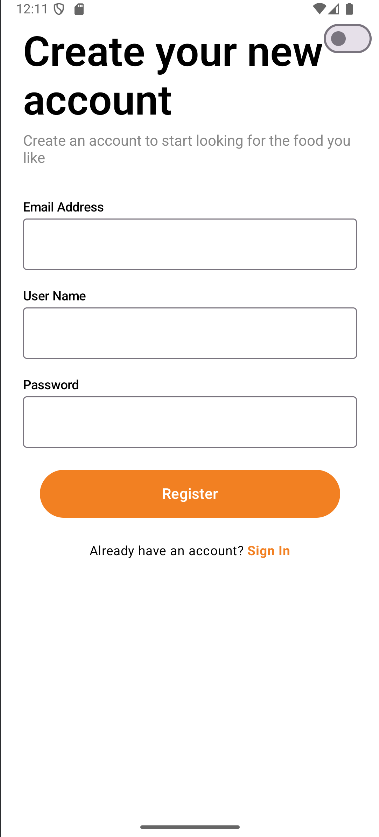 12:11
Create your new
account
Create an account to start looking for the food you
like
Email Address
User Name
Password
Register
Already have an account? Sign In